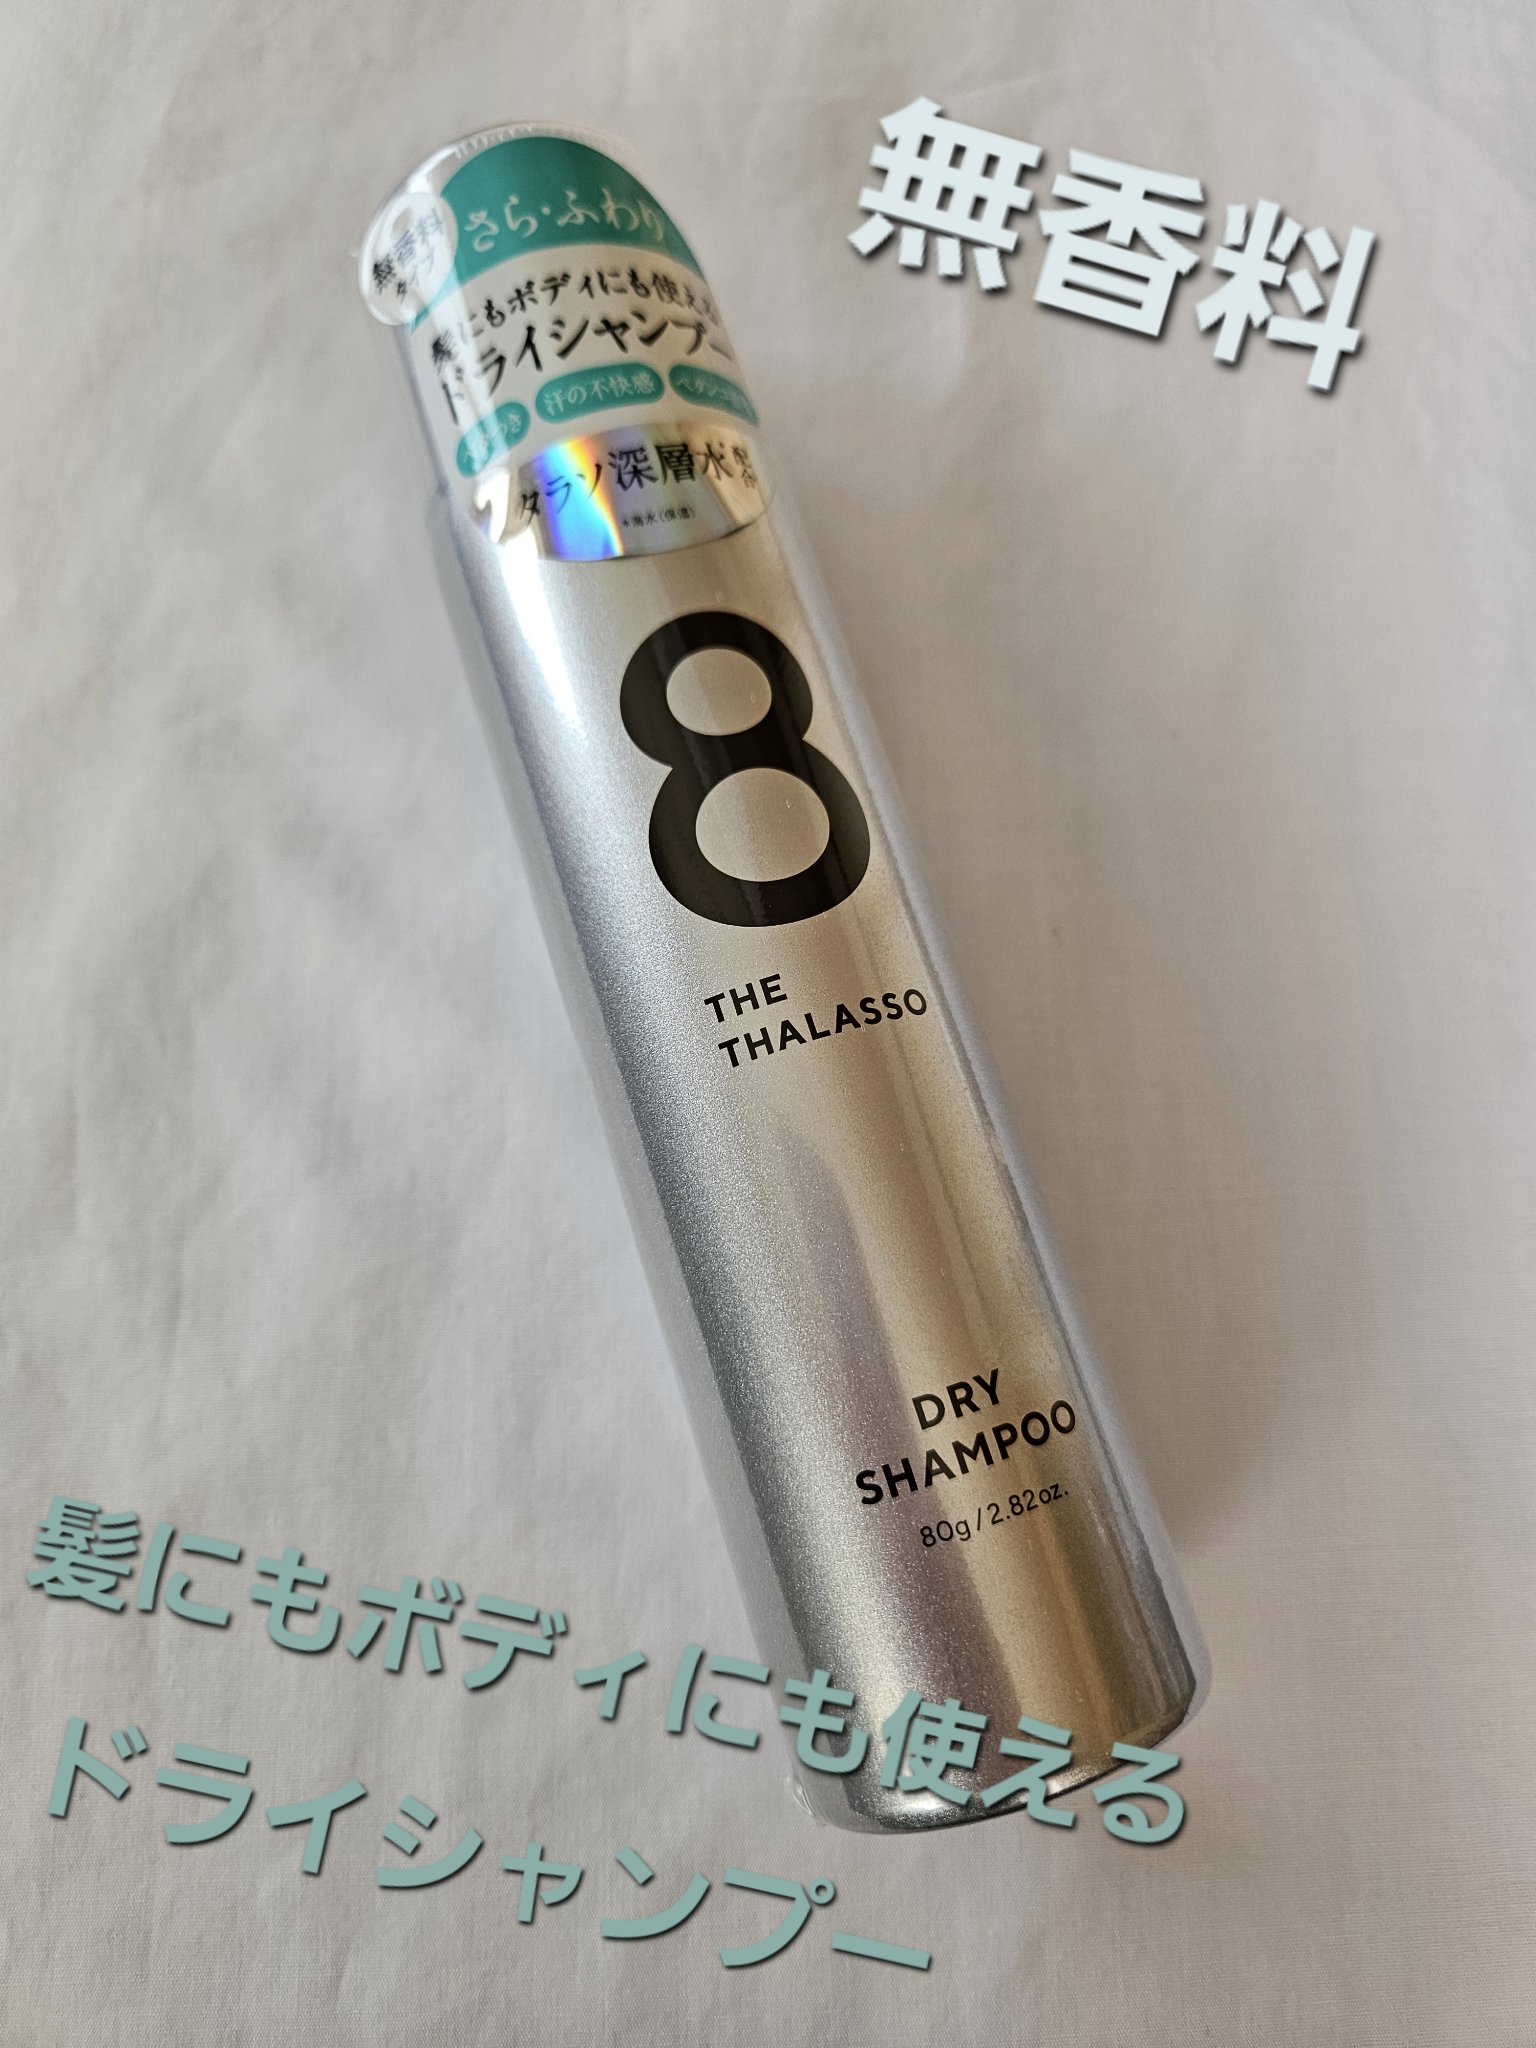 無香料
さら・ふわり
無香料
タイプ
髪にもボディにも使える
ドライシャンプー
汗の不快感
タラソ深層水*配合
*海水(保湿)
8
THE
THALASSO
DRY
SHAMPOO
80g/2.82oz.
髪にもボディにも使える
ドライシャンプー